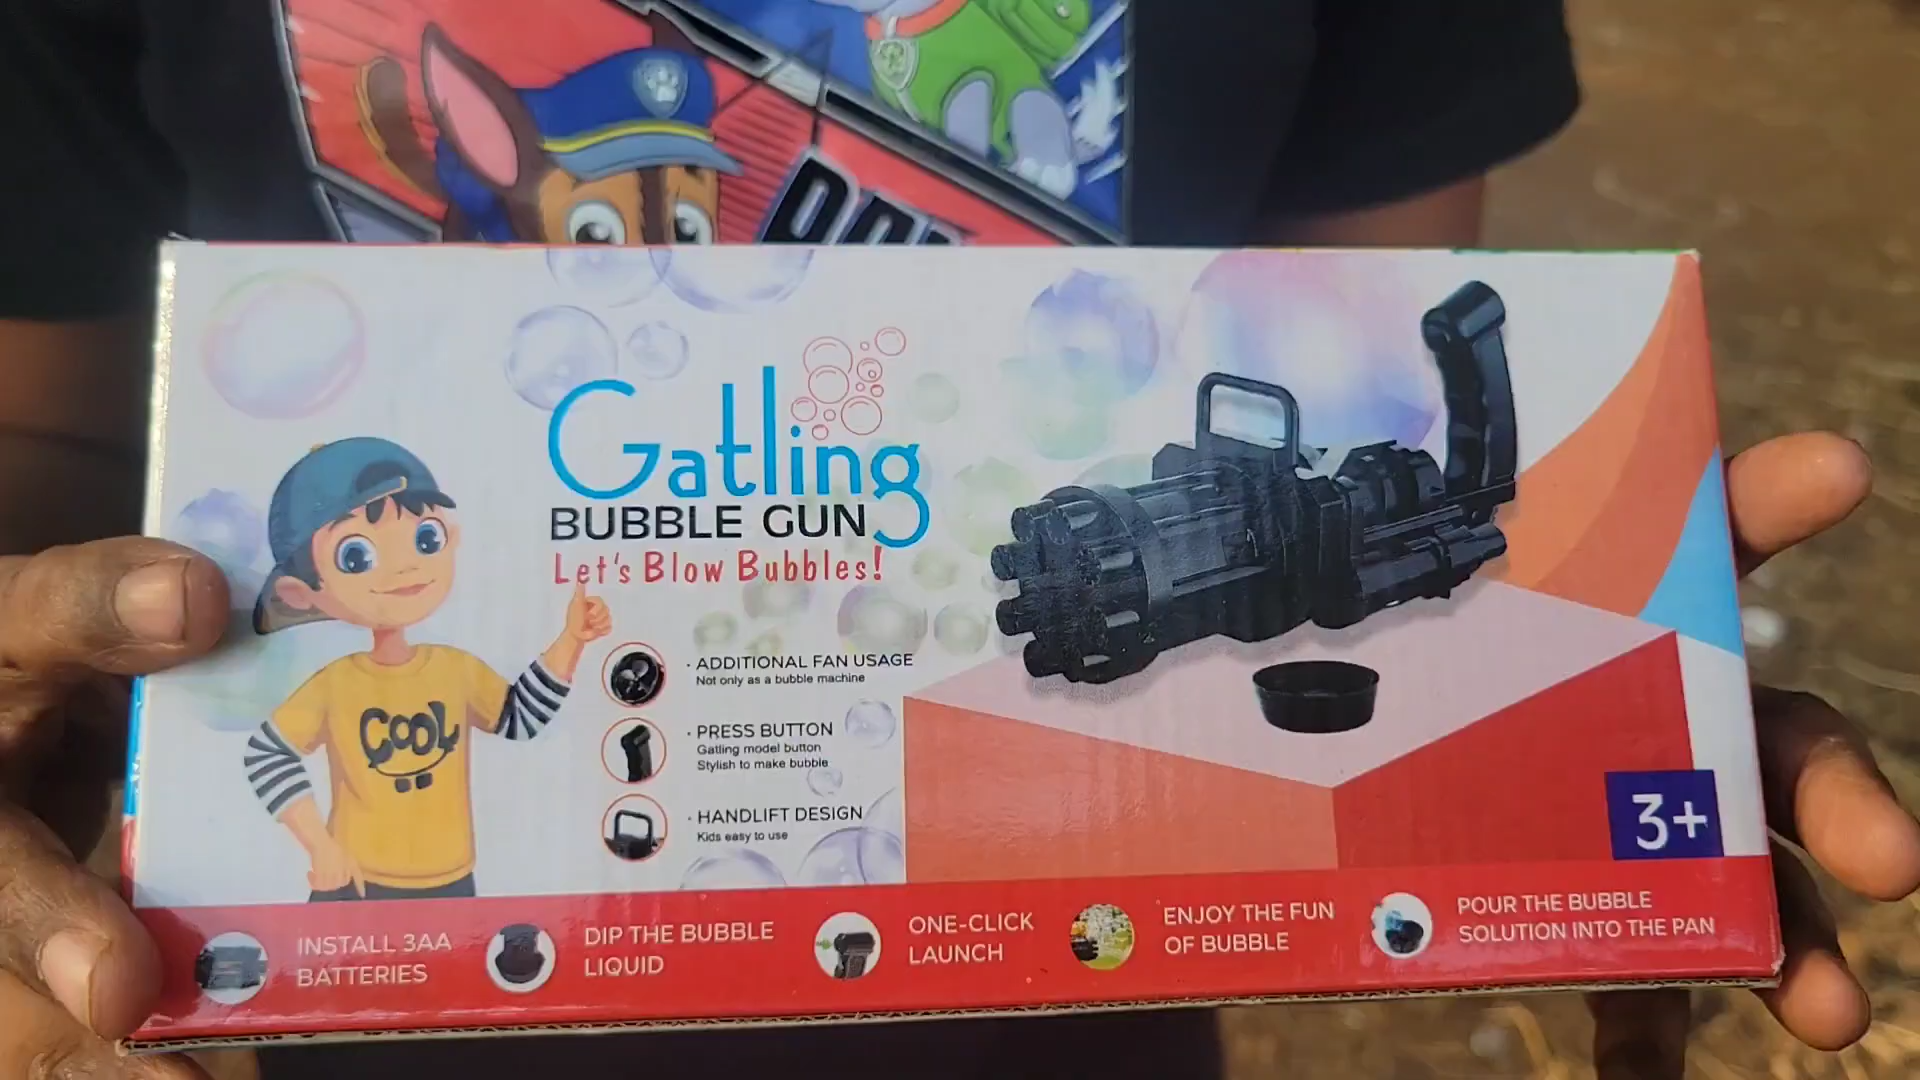 Gatling
BUBBLE GUN
Let's Blow Bubbles!
COOL
· ADDITIONAL FAN USAGE
Not only as a bubble machine
· PRESS BUTTON
Gatling model button
Stylish to make bubble
· HANDLIFT DESIGN
Kids easy to use
3+
INSTALL 3AA
BATTERIES
DIP THE BUBBLE
LIQUID
ONE-CLICK
LAUNCH
ENJOY THE FUN
OF BUBBLE
POUR THE BUBBLE
SOLUTION INTO THE PAN